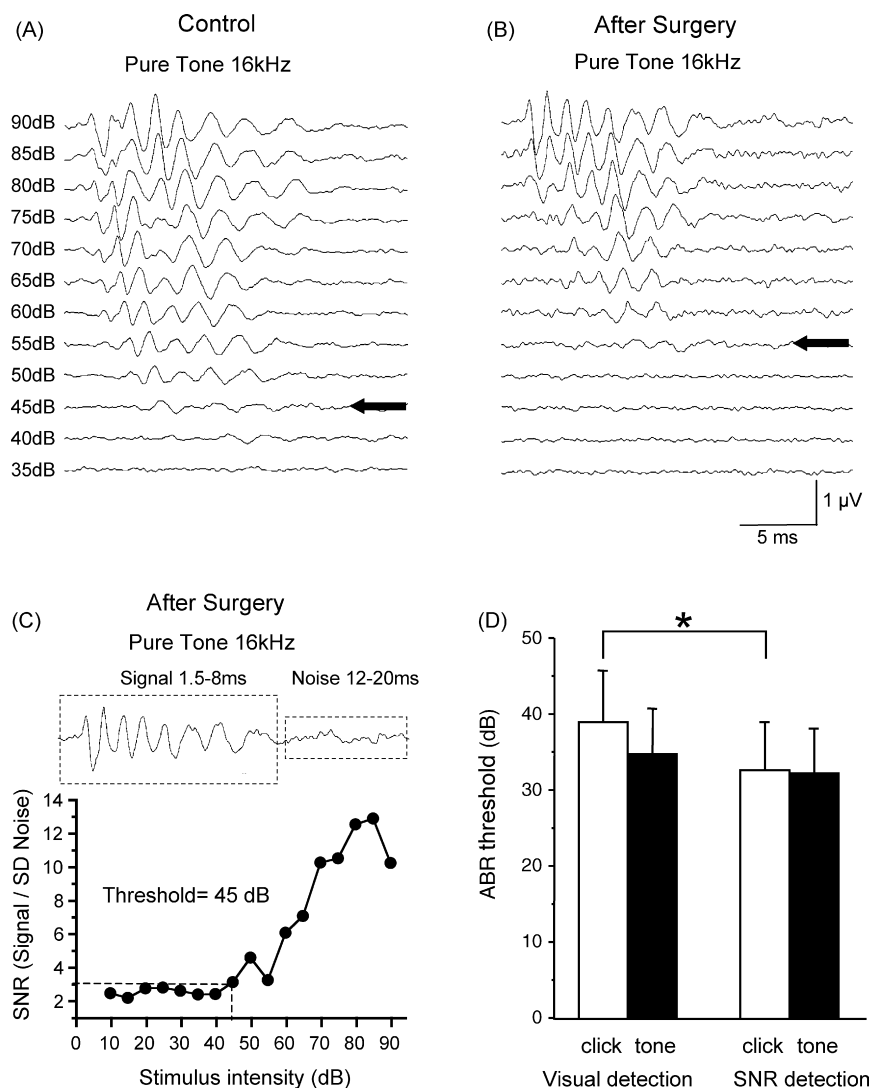 (A) Control
Pure Tone 16kHz
90dB
85dB
80dB
75dB
70dB
65dB
60dB
55dB
50dB
45dB
40dB
35dB
(B) After Surgery
Pure Tone 16kHz
1 µV
5 ms
(C) After Surgery
Pure Tone 16kHz
Signal 1.5-8ms Noise 12-20ms
SNR (Signal / SD Noise)
14
12
10
8
6
4
2
Threshold= 45 dB
0 10 20 30 40 50 60 70 80 90
Stimulus intensity (dB)
(D)
*
ABR threshold (dB)
50
40
30
20
10
0
click tone click tone
Visual detection SNR detection